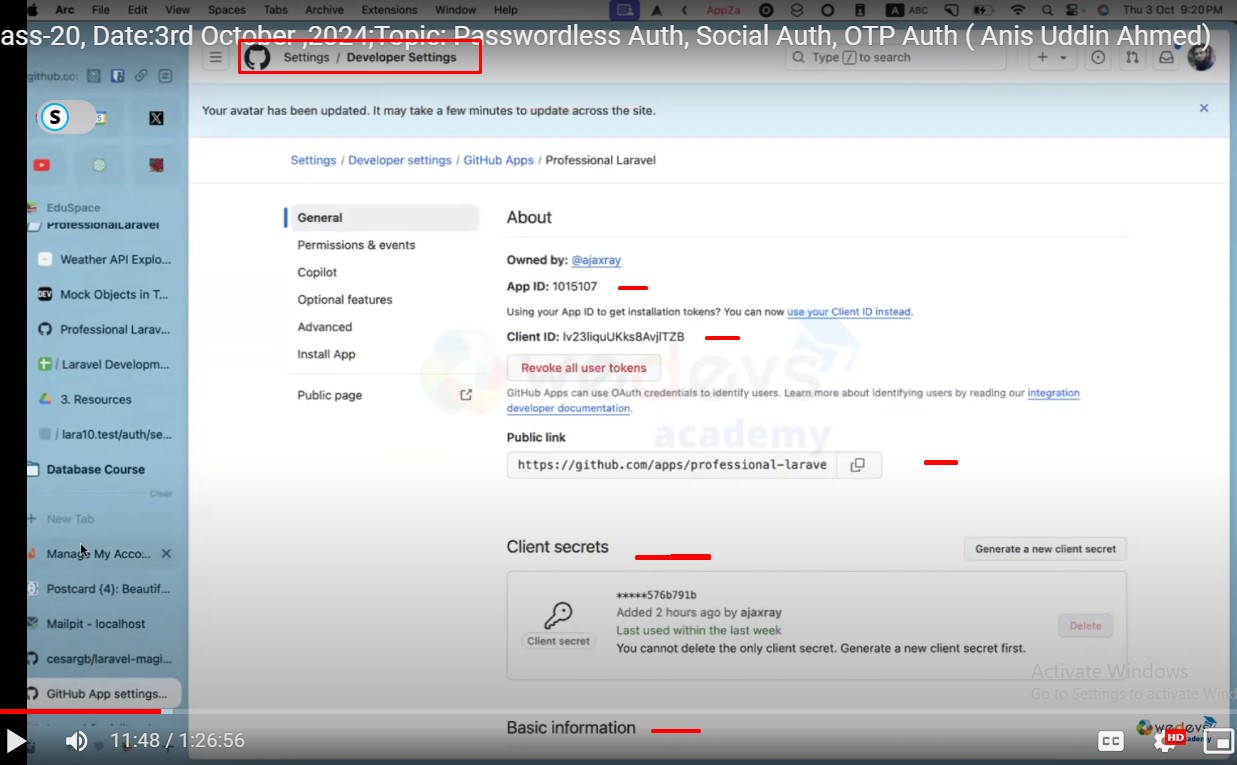 Arc File Edit View Spaces Tabs Archive Extensions Window Help AppZa ABC Thu 3 Oct 9:20 PM
ass-20, Date:3rd October ,2024;Topic: Passwordless Auth, Social Auth, OTP Auth ( Anis Uddin Ahmed)
Settings / Developer Settings
Type / to search
Your avatar has been updated. It may take a few minutes to update across the site.
S
Settings / Developer settings / GitHub Apps / Professional Laravel
EduSpace
ProfessionalLaravel
Weather API Explo...
Mock Objects in T...
Professional Larav...
/ Laravel Developm...
3. Resources
/ lara10.test/auth/se...
Database Course
Clear
New Tab
Manage My Acco...
Postcard {4}: Beautif...
Mailpit - localhost
cesargb/laravel-magi...
GitHub App settings...
General
Permissions & events
Copilot
Optional features
Advanced
Install App
Public page
About
Owned by: @ajaxray
App ID: 1015107
Using your App ID to get installation tokens? You can now use your Client ID instead.
Client ID: Iv23liquUKks8AvjlTZB
Revoke all user tokens
GitHub Apps can use OAuth credentials to identify users. Learn more about identifying users by reading our integration
developer documentation.
Public link
https://github.com/apps/professional-larave
wedevs
academy
Client secrets
Generate a new client secret
*****576b791b
Added 2 hours ago by ajaxray
Last used within the last week
You cannot delete the only client secret. Generate a new client secret first.
Client secret
Delete
Activate Windows
Go to Settings to activate Win
Basic information
wedevs
academy
11:48 / 1:26:56
CC
HD